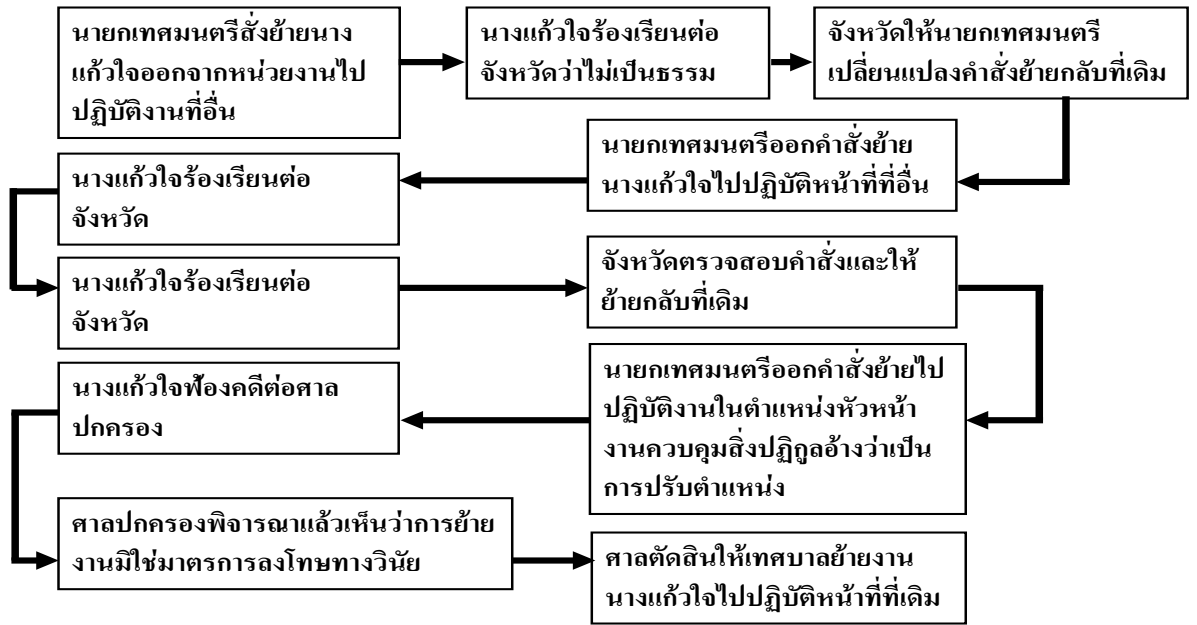 นายกเทศมนตรีสั่งย้ายนาง
แก้วใจออกจากหน่วยงานไป
ปฏิบัติงานที่อื่น
นางแก้วใจร้องเรียนต่อ
จังหวัดว่าไม่เป็นธรรม
จังหวัดให้นายกเทศมนตรี
เปลี่ยนแปลงคำสั่งย้ายกลับที่เดิม
นายกเทศมนตรีออกคำสั่งย้าย
นางแก้วใจไปปฏิบัติหน้าที่ที่อื่น
นางแก้วใจร้องเรียนต่อ
จังหวัด
นางแก้วใจร้องเรียนต่อ
จังหวัด
จังหวัดตรวจสอบคำสั่งและให้
ย้ายกลับที่เดิม
นายกเทศมนตรีออกคำสั่งย้ายไป
ปฏิบัติงานในตำแหน่งหัวหน้า
งานควบคุมสิ่งปฏิกูลอ้างว่าเป็น
การปรับตำแหน่ง
นางแก้วใจฟ้องคดีต่อศาล
ปกครอง
ศาลปกครองพิจารณาแล้วเห็นว่าการย้าย
งานมิใช่มาตรการลงโทษทางวินัย
ศาลตัดสินให้เทศบาลย้ายงาน
นางแก้วใจไปปฏิบัติหน้าที่ที่เดิม